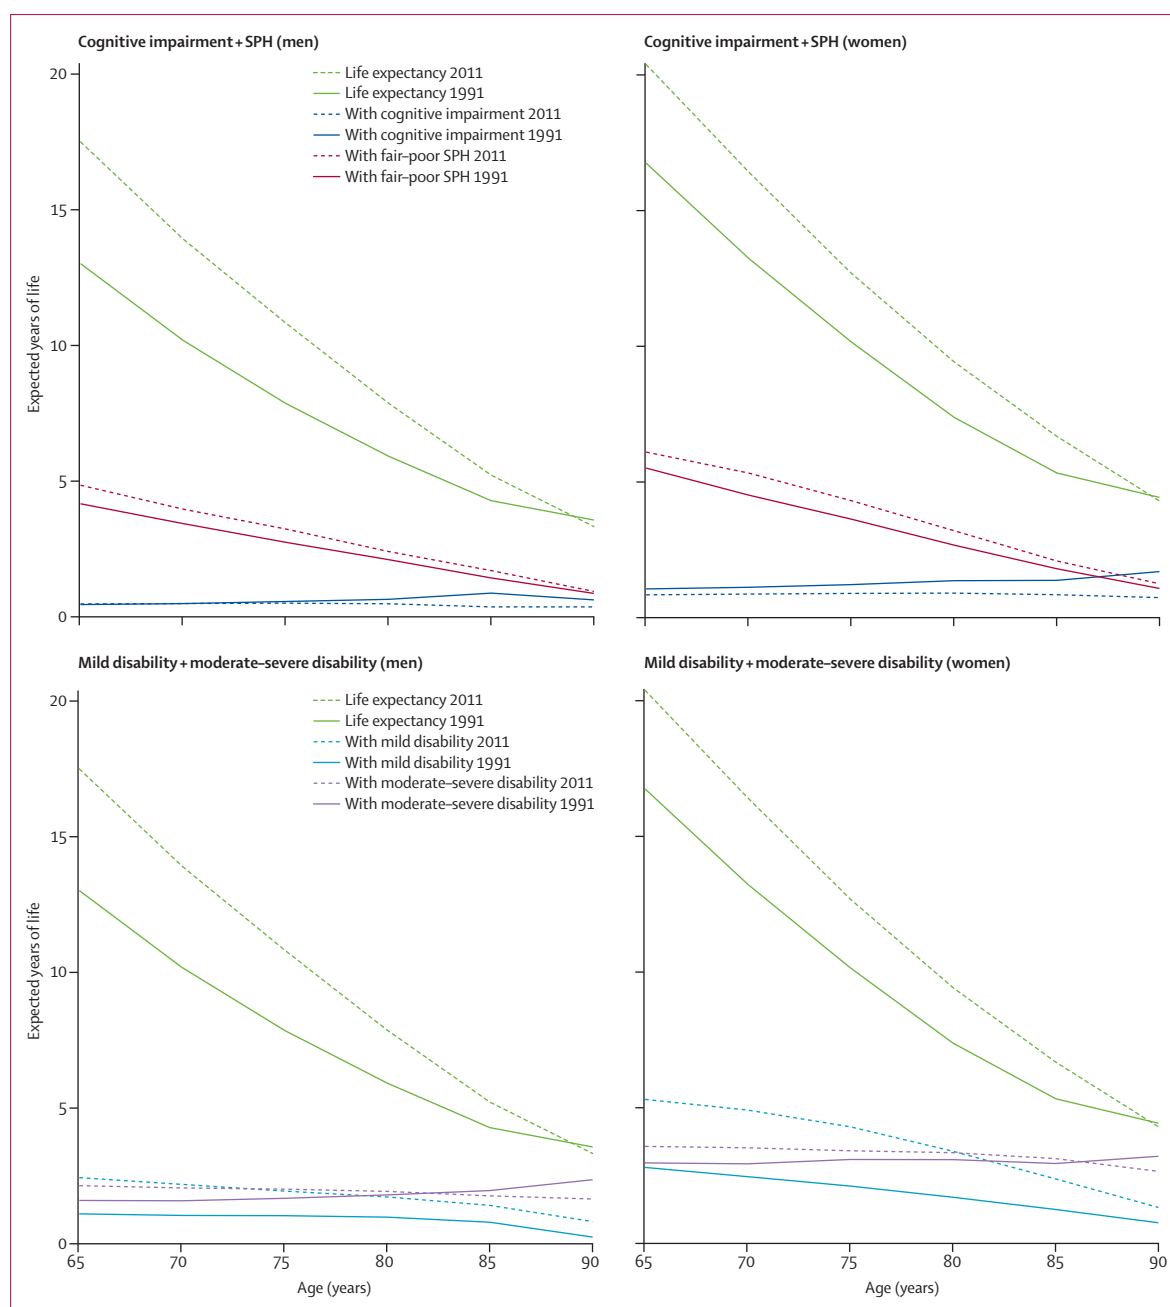 Cognitive impairment + SPH (men)
Cognitive impairment + SPH (women)
Life expectancy 2011
Life expectancy 1991
With cognitive impairment 2011
With cognitive impairment 1991
With fair–poor SPH 2011
With fair–poor SPH 1991
20
15
10
5
0
Expected years of life
Mild disability + moderate–severe disability (men)
Mild disability + moderate–severe disability (women)
Life expectancy 2011
Life expectancy 1991
With mild disability 2011
With mild disability 1991
With moderate–severe disability 2011
With moderate–severe disability 1991
20
15
10
5
0
Expected years of life
65 70 75 80 85 90
65 70 75 80 85 90
Age (years)
Age (years)